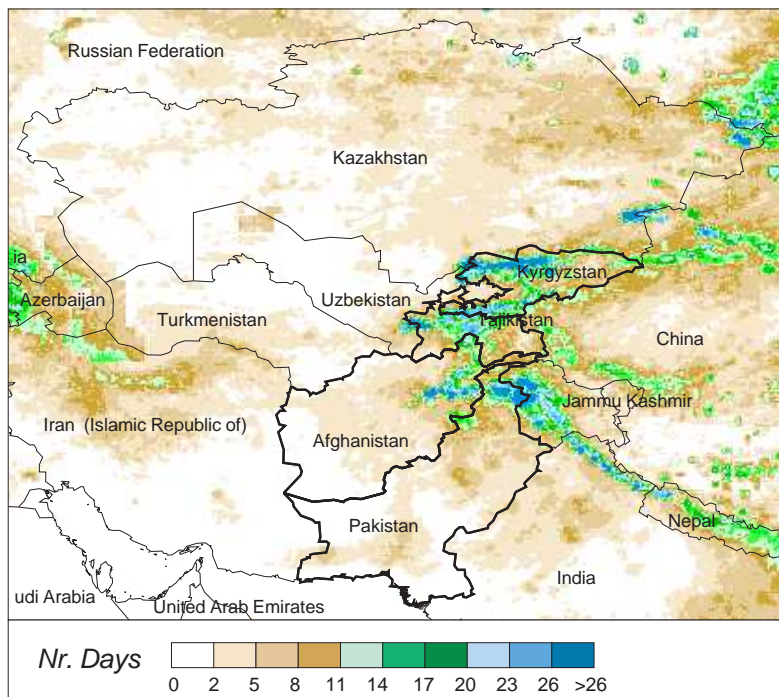 Russian Federation
Kazakhstan
ia
Kyrgyzstan
Azerbaijan
Uzbekistan
Turkmenistan
Tajikistan
China
Jammu Kashmir
Iran (Islamic Republic of)
Afghanistan
Pakistan
Nepal
India
udi Arabia
United Arab Emirates
Nr. Days
0 2 5 8 11 14 17 20 23 26 >26